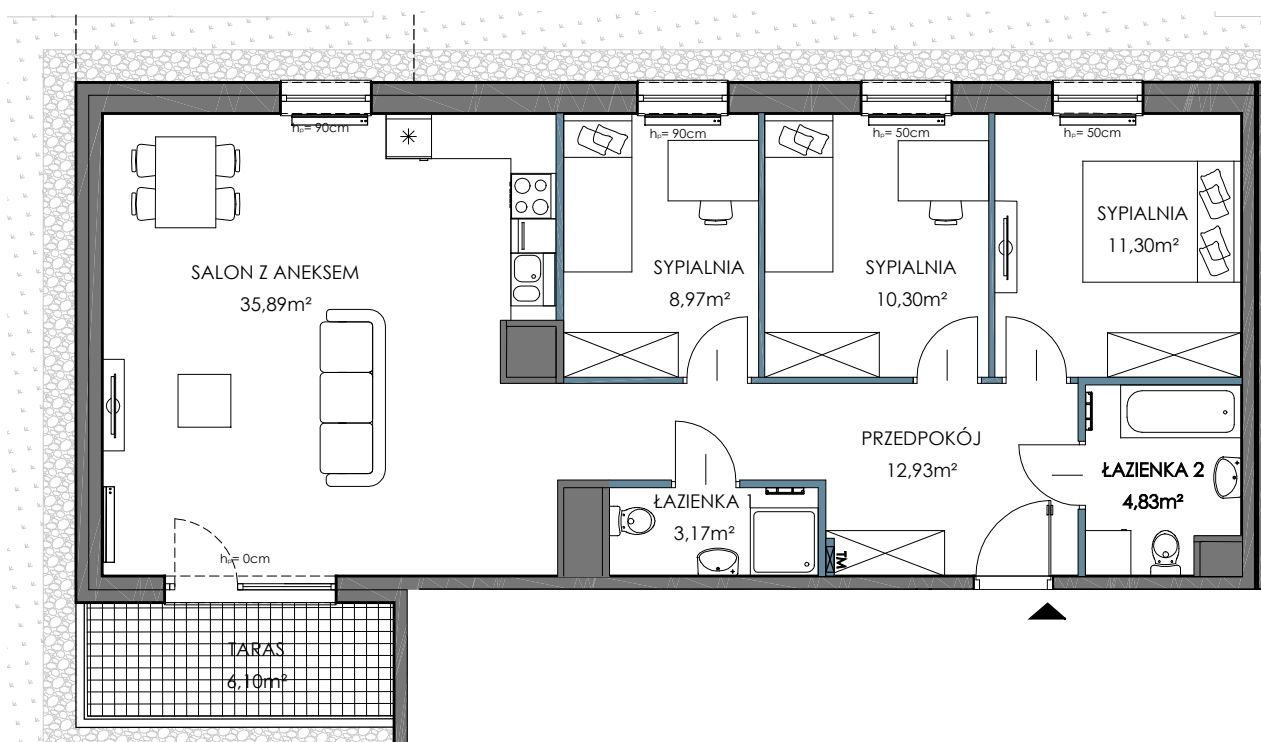 hₚ= 90cm
hₚ= 90cm
hₚ= 50cm
hₚ= 50cm
SALON Z ANEKSEM
35,89m²
SYPIALNIA
8,97m²
SYPIALNIA
10,30m²
SYPIALNIA
11,30m²
PRZEDPOKÓJ
12,93m²
ŁAZIENKA 2
4,83m²
ŁAZIENKA 1
3,17m²
TM
hₚ= 0cm
TARAS
6,10m²